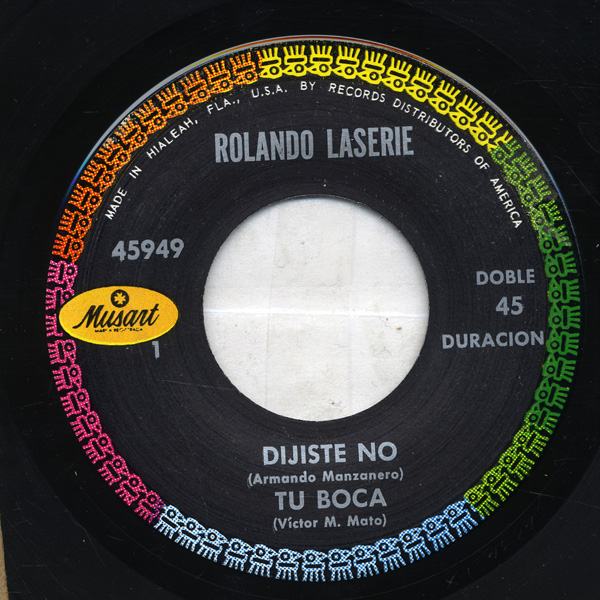 MADE IN HIALEAH, FLA., U.S.A. BY RECORDS DISTRIBUTORS OF AMERICA
ROLANDO LASERIE
45949
Musart
1
DOBLE
45
DURACION
DIJISTE NO
(Armando Manzanero)
TU BOCA
(Víctor M. Mato)